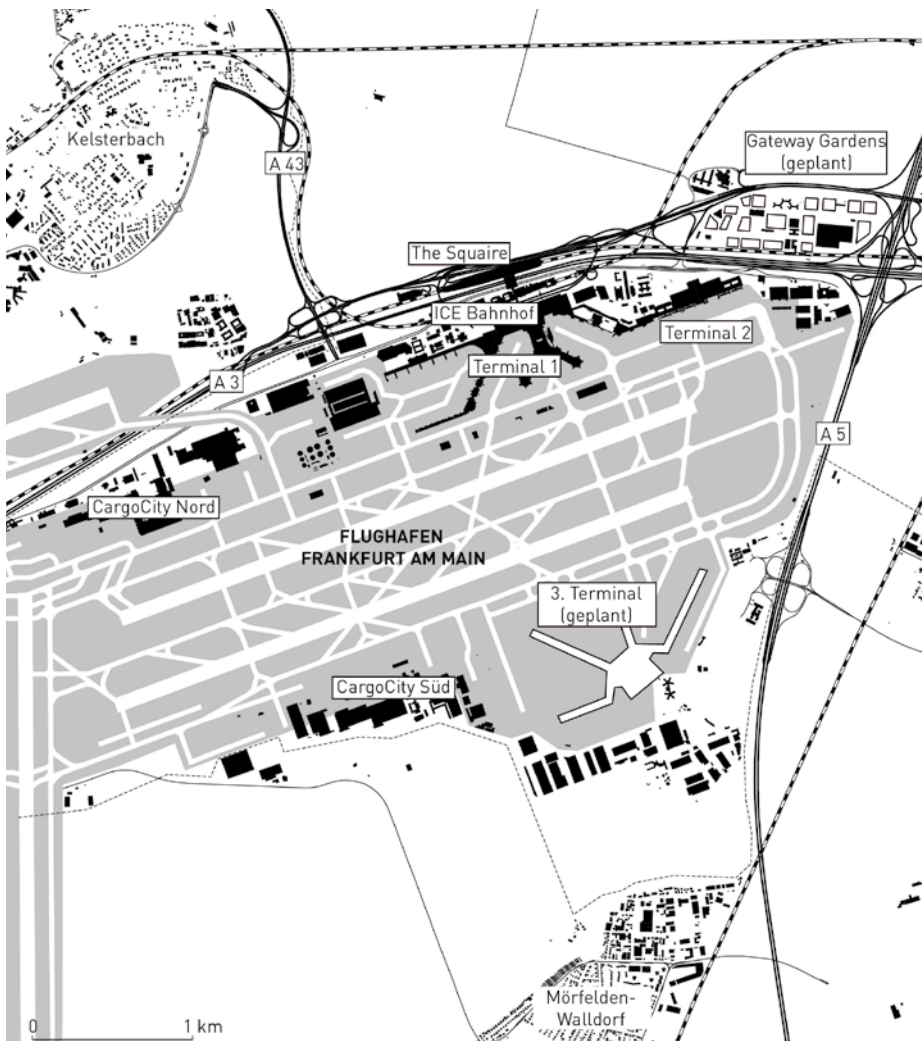 Kelsterbach
A 43
Gateway Gardens
(geplant)
The Squaire
ICE Bahnhof
Terminal 2
Terminal 1
A 3
A 5
CargoCity Nord
FLUGHAFEN
FRANKFURT AM MAIN
3. Terminal
(geplant)
CargoCity Süd
Mörfelden-
Walldorf
0 1 km